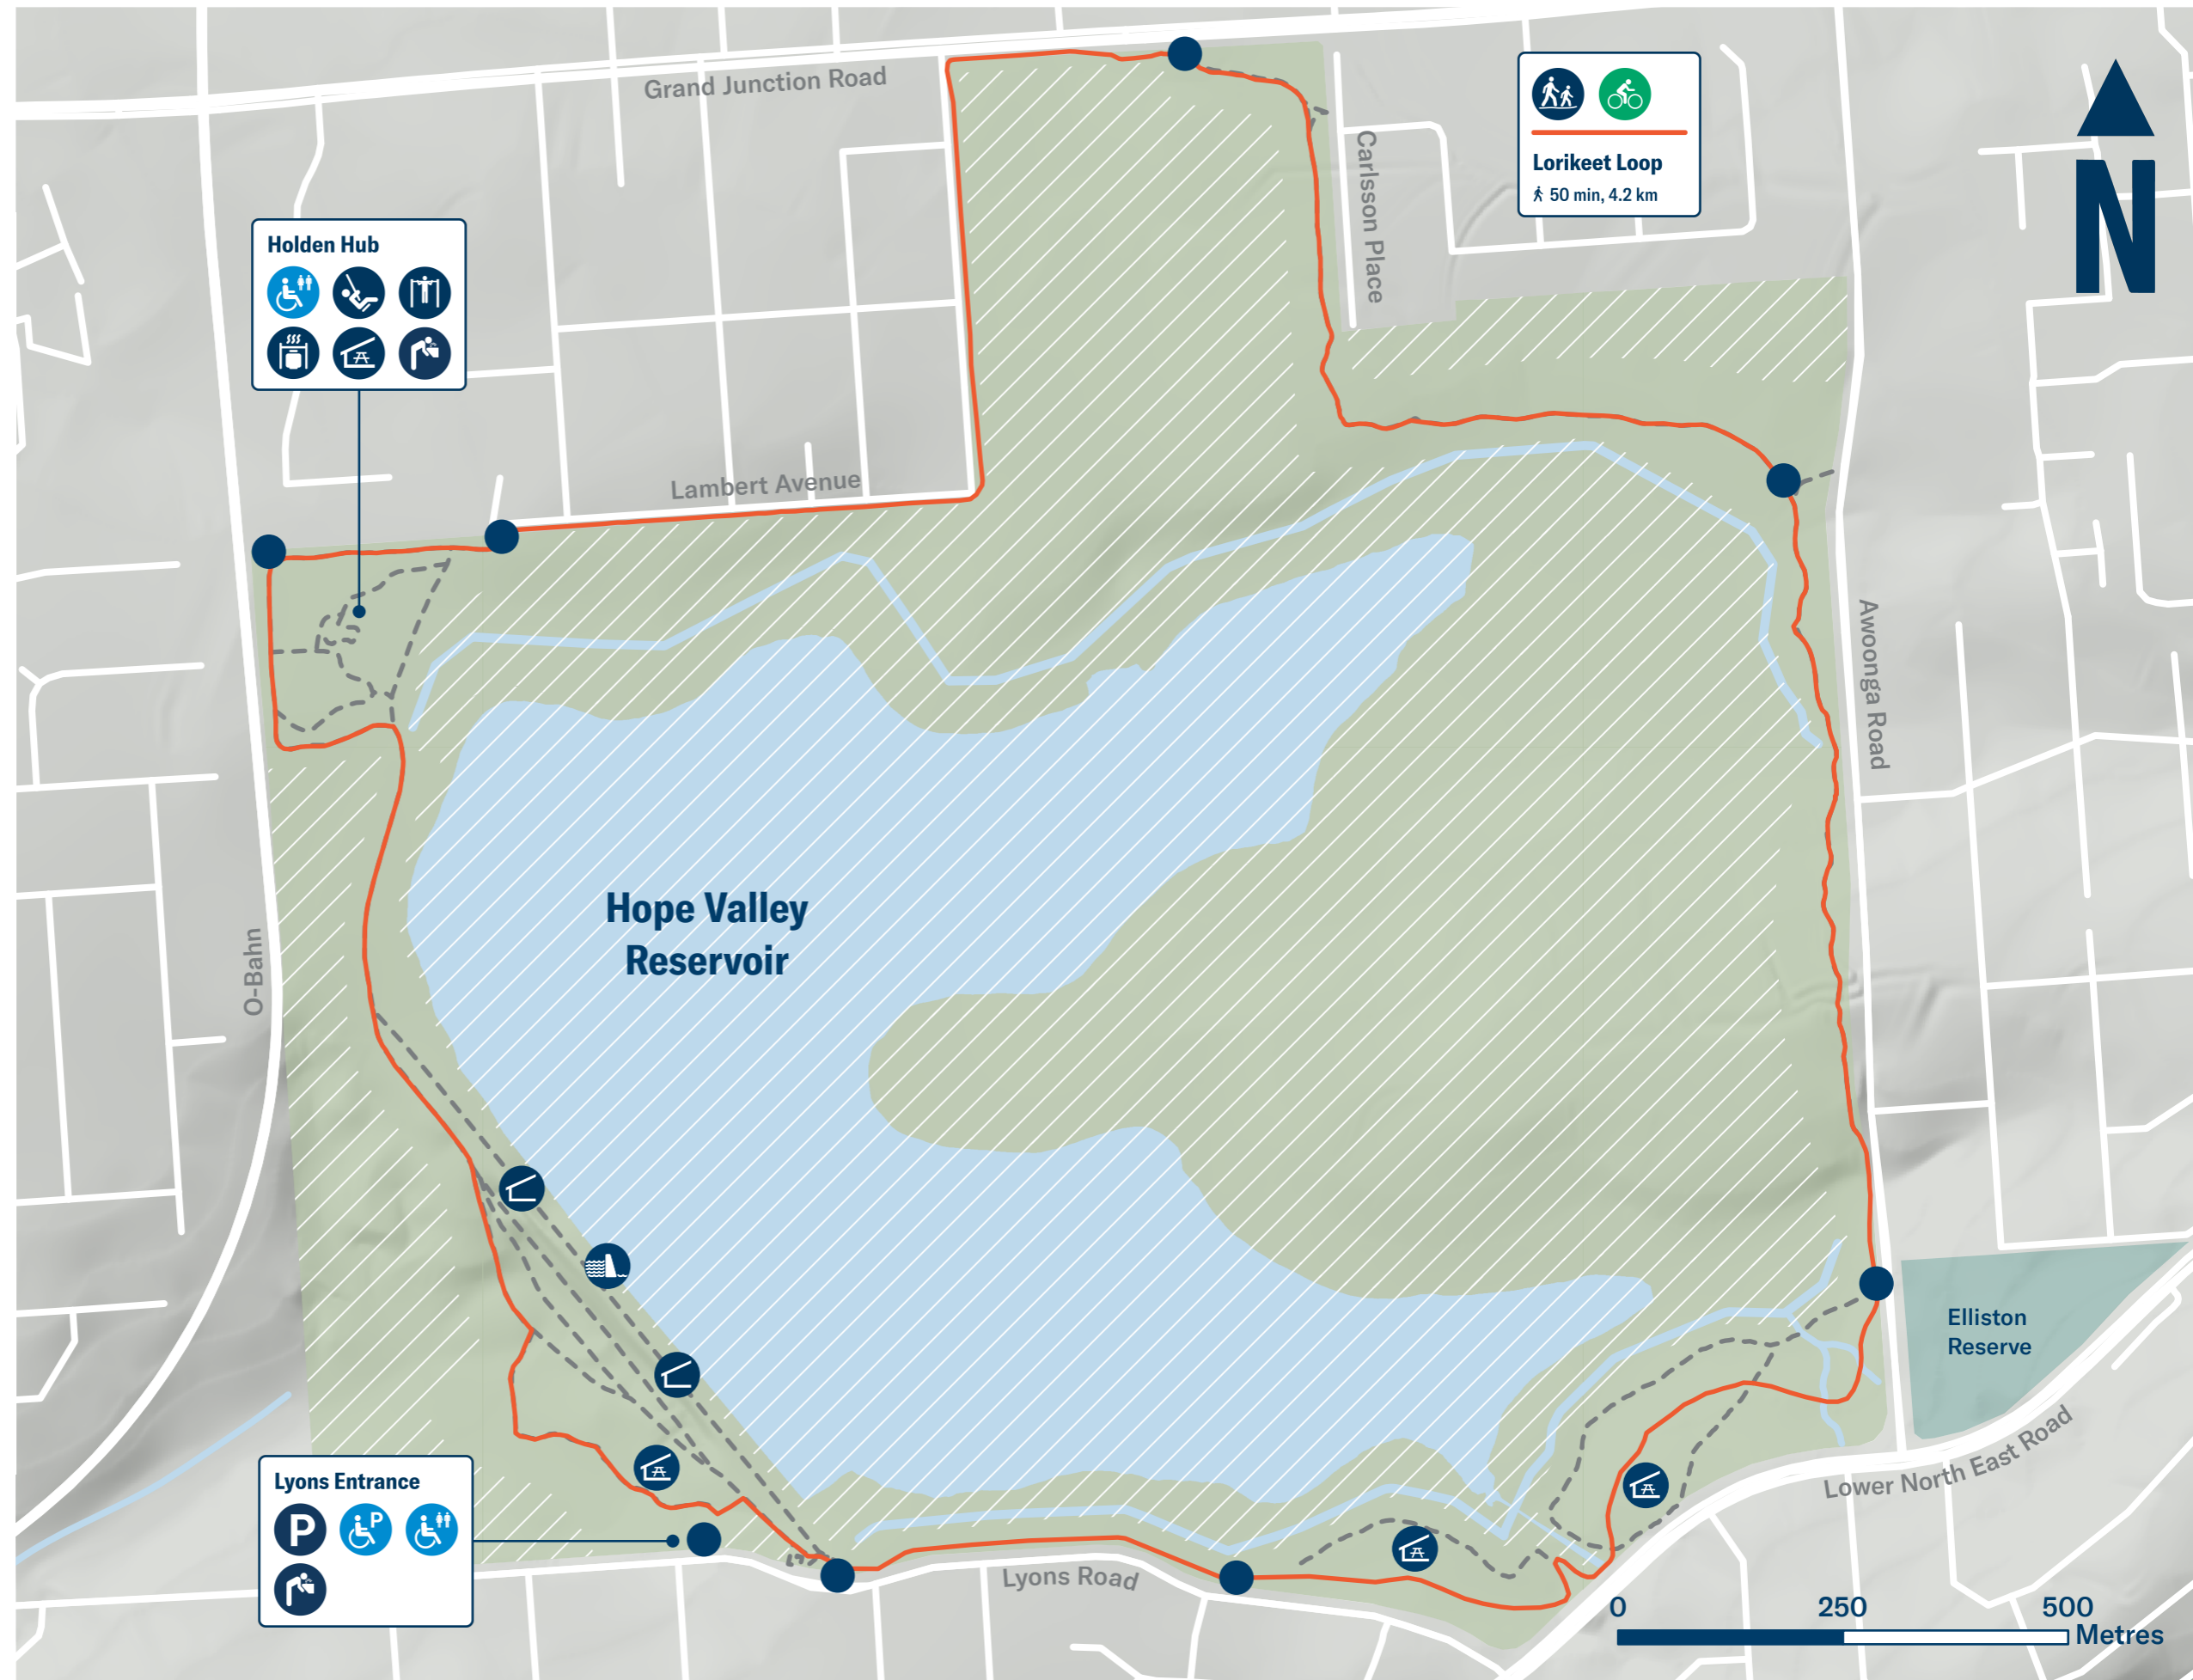 Grand Junction Road
Carlsson Place
Lorikeet Loop
50 min, 4.2 km
N
Holden Hub
Lambert Avenue
Awoonga Road
Hope Valley
Reservoir
O-Bahn
Elliston
Reserve
Lower North East Road
Lyons Entrance
P
P
Lyons Road
0 250 500
Metres